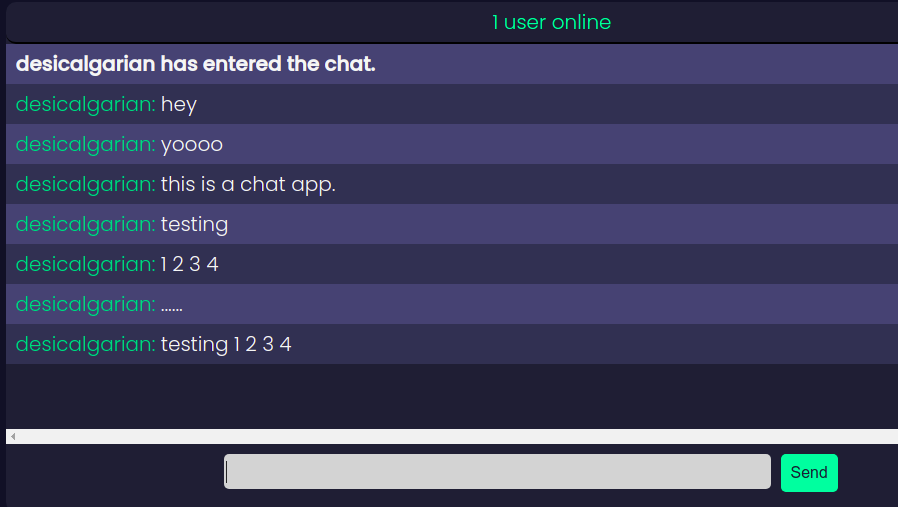 1 user online
desicalgarian has entered the chat.
desicalgarian: hey
desicalgarian: yoooo
desicalgarian: this is a chat app.
desicalgarian: testing
desicalgarian: 1 2 3 4
desicalgarian: ......
desicalgarian: testing 1 2 3 4
Send